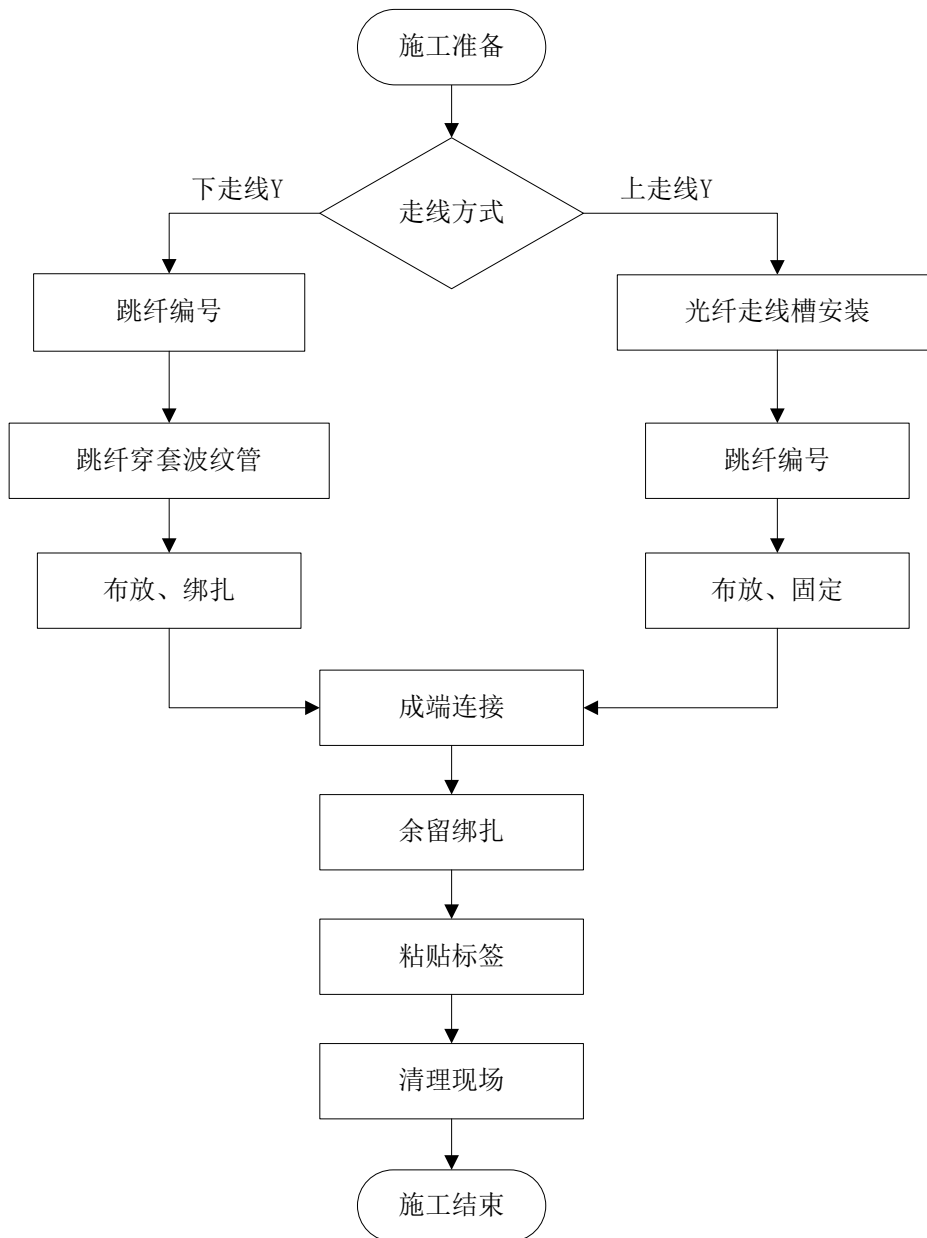 施工准备
下走线Y
走线方式
上走线Y
跳纤编号
光纤走线槽安装
跳纤穿套波纹管
跳纤编号
布放、绑扎
布放、固定
成端连接
余留绑扎
粘贴标签
清理现场
施工结束